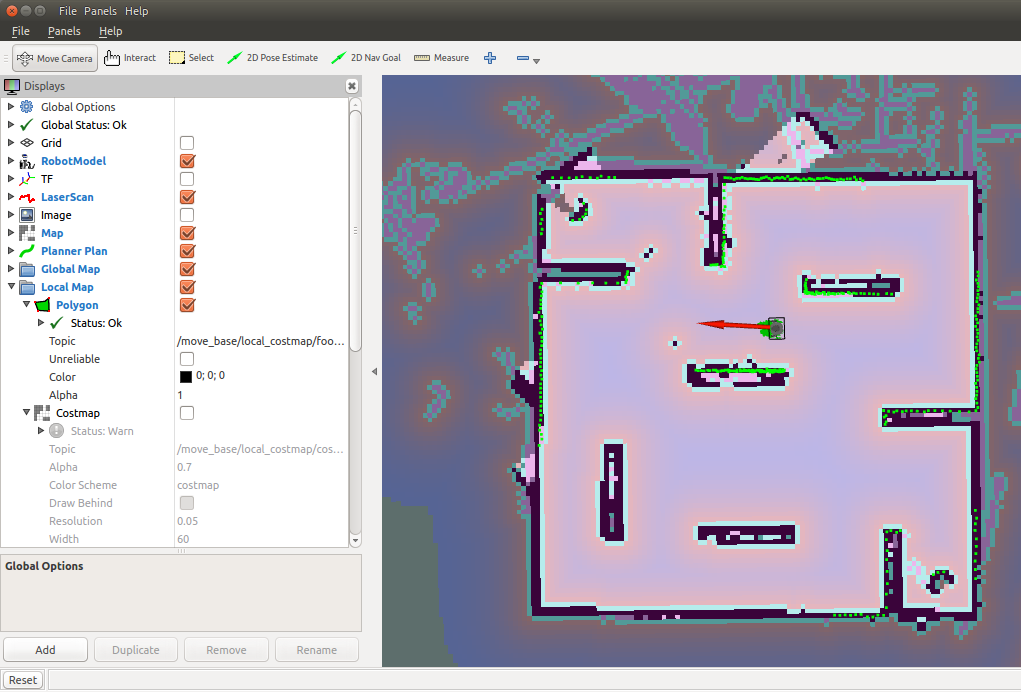 File Panels Help
File Panels Help
Move Camera Interact Select 2D Pose Estimate 2D Nav Goal Measure
Displays
Global Options
Global Status: Ok
Grid
RobotModel
TF
LaserScan
Image
Map
Planner Plan
Global Map
Local Map
Polygon
Status: Ok
Topic /move_base/local_costmap/foo...
Unreliable
Color 0; 0; 0
Alpha 1
Costmap
Status: Warn
Topic /move_base/local_costmap/cos...
Alpha 0.7
Color Scheme costmap
Draw Behind
Resolution 0.05
Width 60
Global Options
Add Duplicate Remove Rename
Reset